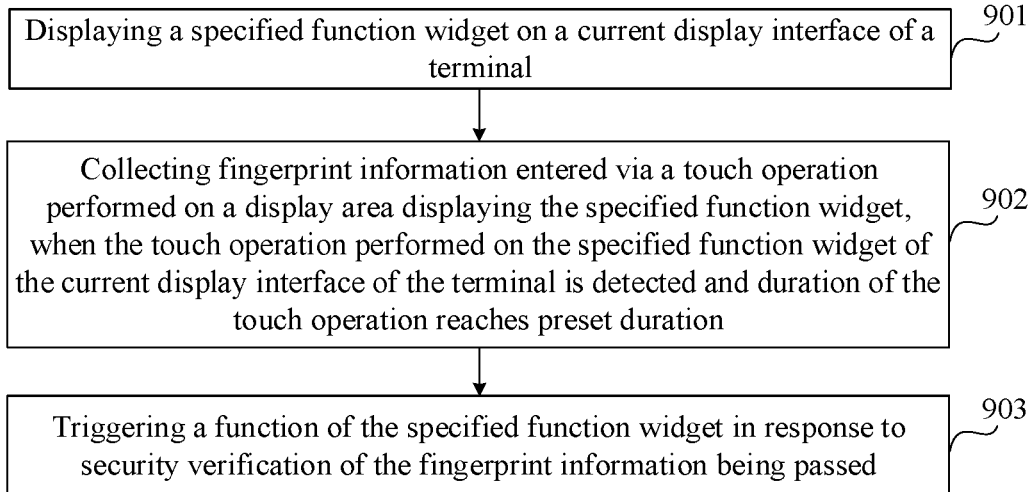 Displaying a specified function widget on a current display interface of a
terminal
901
Collecting fingerprint information entered via a touch operation
performed on a display area displaying the specified function widget,
when the touch operation performed on the specified function widget of
the current display interface of the terminal is detected and duration of the
touch operation reaches preset duration
902
Triggering a function of the specified function widget in response to
security verification of the fingerprint information being passed
903